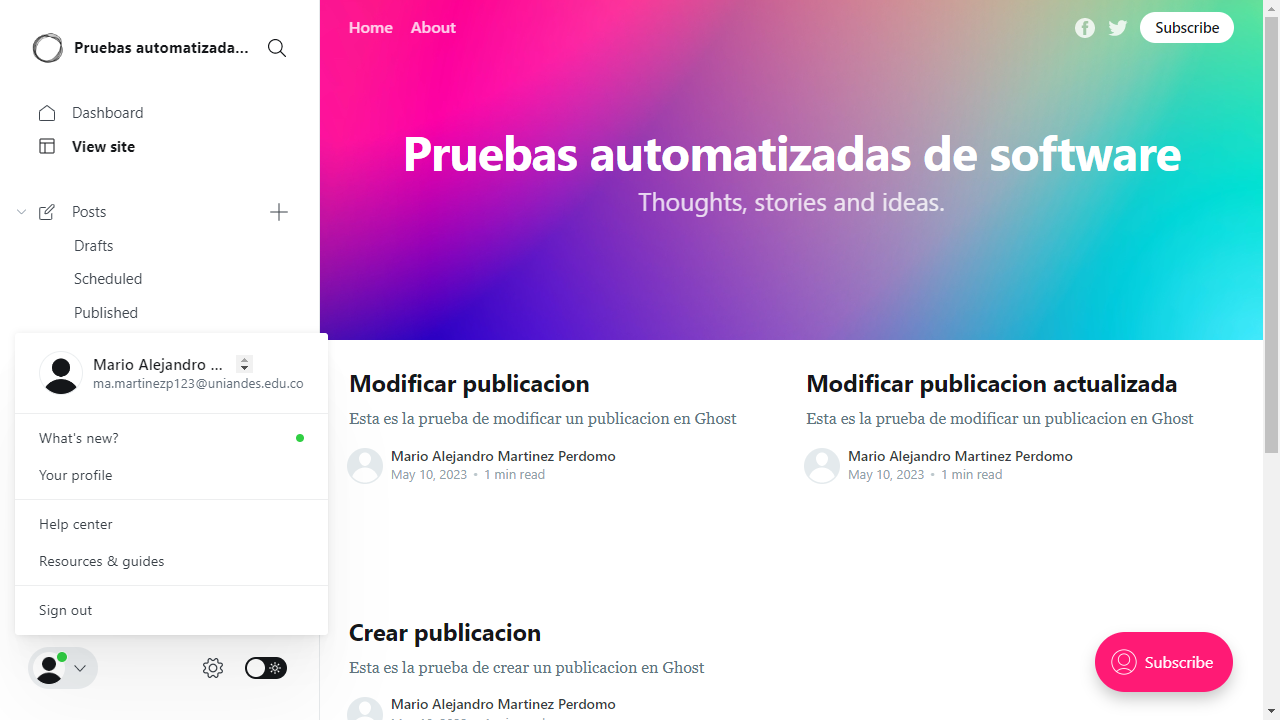 Pruebas automatizada...
Dashboard
View site
Posts
Drafts
Scheduled
Published
Mario Alejandro ...
ma.martinezp123@uniandes.edu.co
What's new?
Your profile
Help center
Resources & guides
Sign out
Home About Subscribe
Pruebas automatizadas de software
Thoughts, stories and ideas.
Modificar publicacion
Esta es la prueba de modificar un publicacion en Ghost
Mario Alejandro Martinez Perdomo
May 10, 2023 • 1 min read
Modificar publicacion actualizada
Esta es la prueba de modificar un publicacion en Ghost
Mario Alejandro Martinez Perdomo
May 10, 2023 • 1 min read
Crear publicacion
Esta es la prueba de crear un publicacion en Ghost
Mario Alejandro Martinez Perdomo
Subscribe